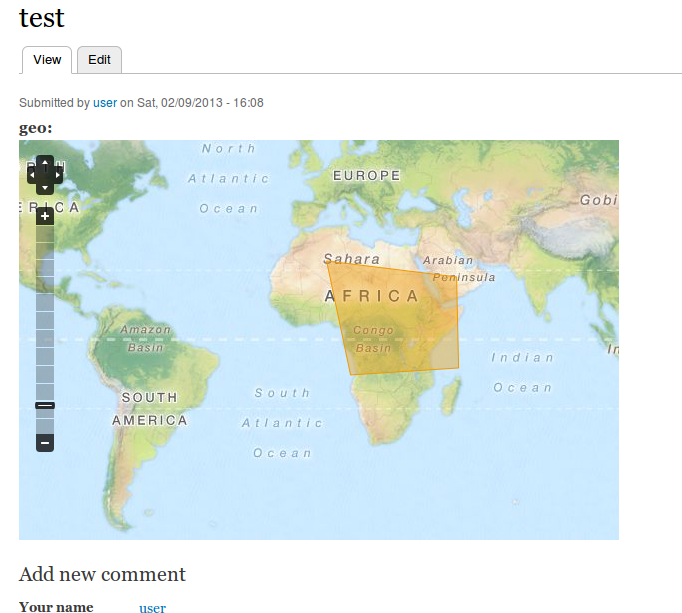 test
View Edit
Submitted by user on Sat, 02/09/2013 - 16:08
geo:
North
Atlantic
Ocean
EUROPE
ERICA
Gobi
Sahara
Arabian
Peninsula
AFRICA
Amazon
Basin
Congo
Basin
Indian
Ocean
SOUTH
AMERICA
South
Atlantic
Ocean
Add new comment
Your name user